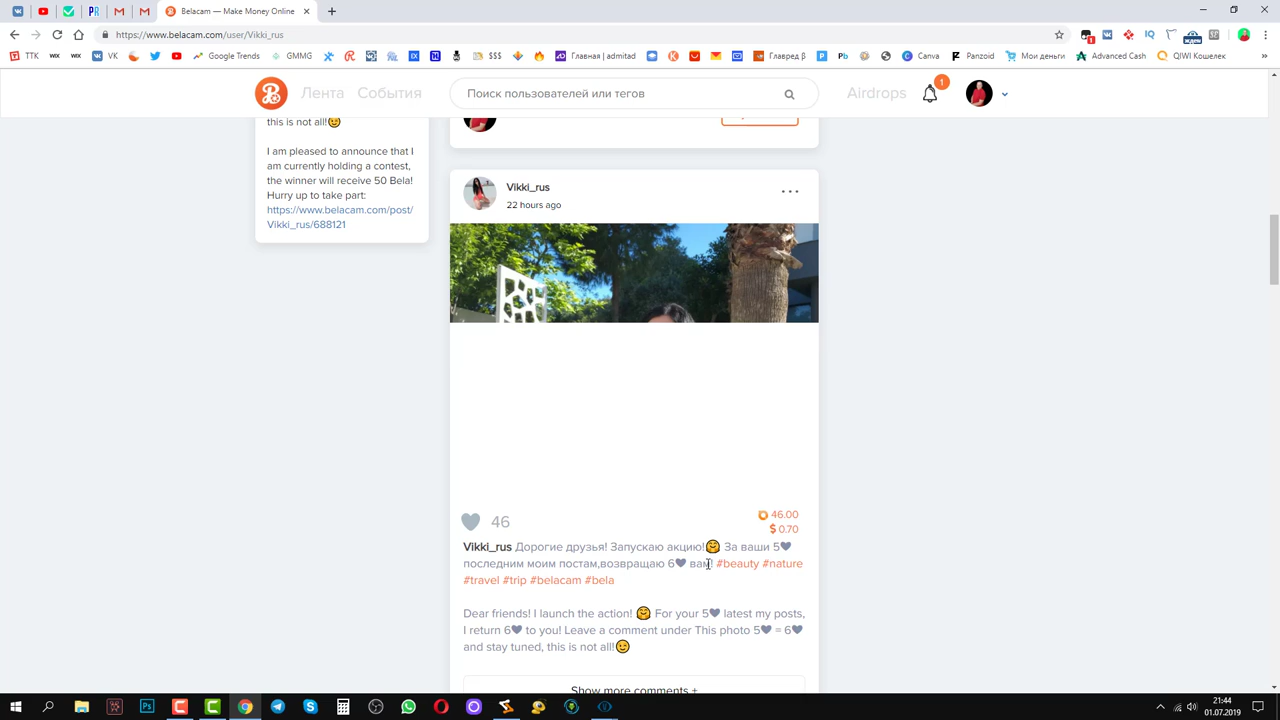 Belacam — Make Money Online
https://www.belacam.com/user/Vikki_rus
ТТК
VK
Google Trends
GMMG
$$$
Главная | admitad
Главред
Canva
Panzoid
Мои деньги
Advanced Cash
QIWI Кошелек
Лента
События
Поиск пользователей или тегов
Airdrops
1
this is not all!😉
I am pleased to announce that I
am currently holding a contest,
the winner will receive 50 Bela!
Hurry up to take part:
https://www.belacam.com/post/
Vikki_rus/688121
Vikki_rus
22 hours ago
46
46.00
$ 0.70
Vikki_rus Дорогие друзья! Запускаю акцию!🤗 За ваши 5🖤
последним моим постам,возвращаю 6🖤 вам! #beauty #nature
#travel #trip #belacam #bela
Dear friends! I launch the action! 🤗 For your 5🖤 latest my posts,
I return 6🖤 to you! Leave a comment under This photo 5🖤 = 6🖤
and stay tuned, this is not all!😉
Show more comments +
21:44
01.07.2019